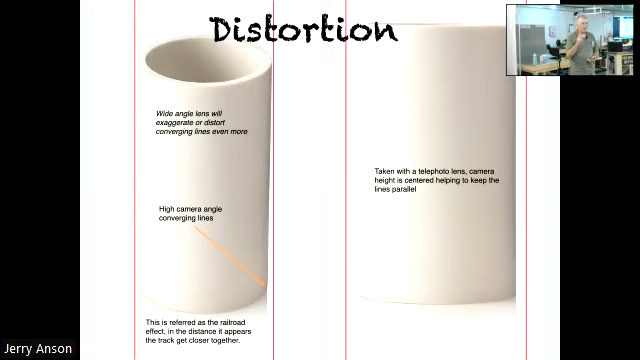 Distortion
Wide angle lens will
exaggerate or distort
converging lines even more
High camera angle
converging lines
This is referred as the railroad
effect, in the distance it appears
the track get closer together.
Taken with a telephoto lens, camera
height is centered helping to keep the
lines parallel
Jerry Anson